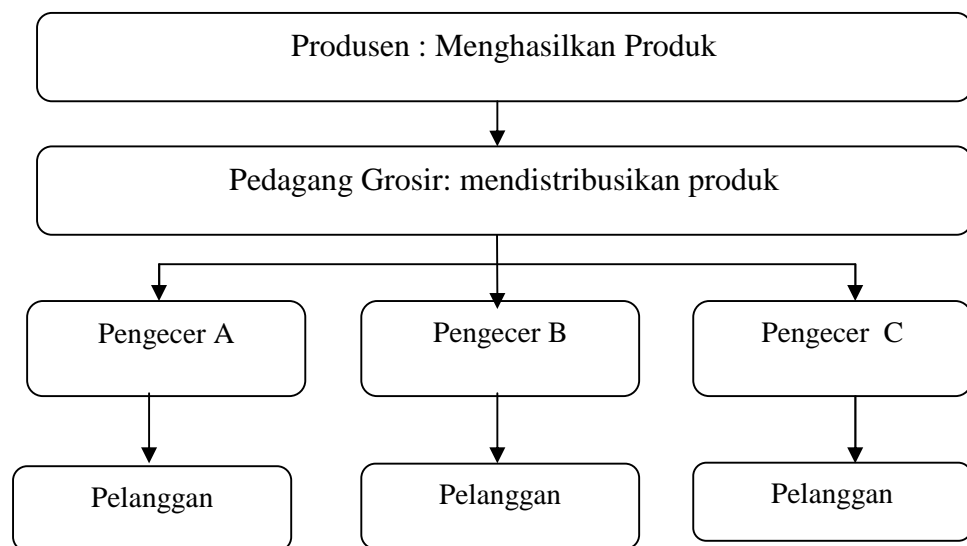 Produsen : Menghasilkan Produk
Pedagang Grosir: mendistribusikan produk
Pengecer A
Pengecer B
Pengecer C
Pelanggan
Pelanggan
Pelanggan